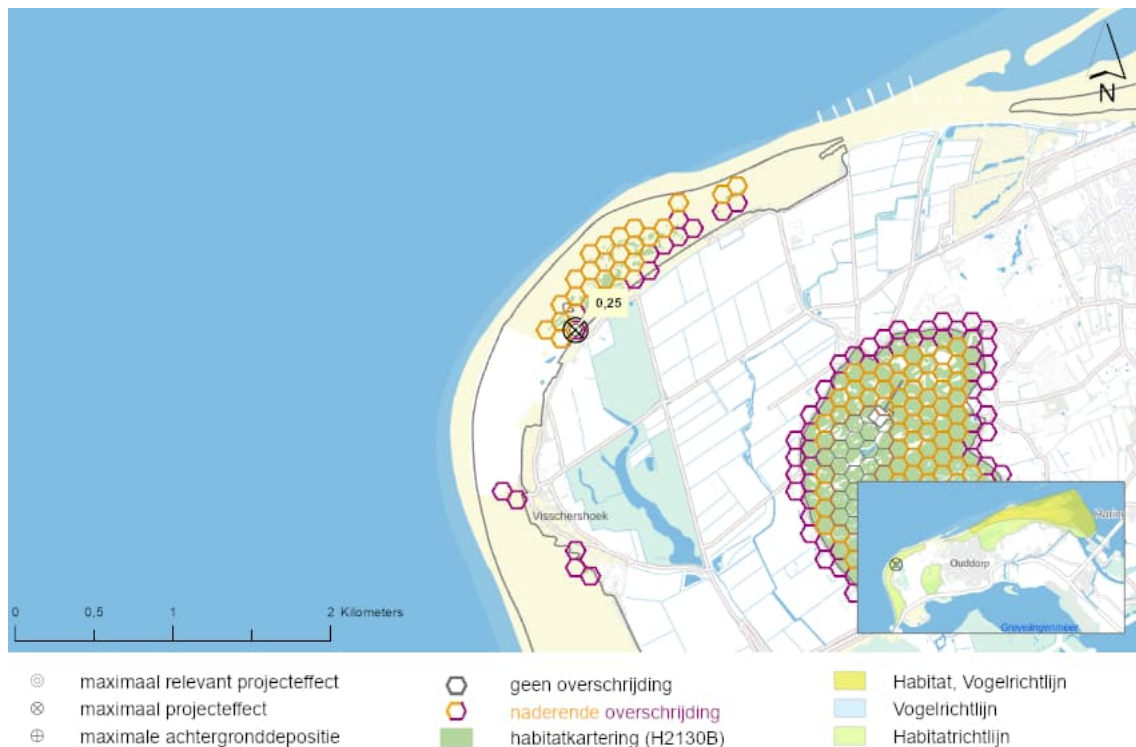 N
0,25
Visschershoek
Ouddorp
Grevelingenmeer
0 0,5 1 2 Kilometers
maximaal relevant projecteffect
maximaal projecteffect
maximale achtergronddepositie
geen overschrijding
naderende overschrijding
habitatkartering (H2130B)
Habitat, Vogelrichtlijn
Vogelrichtlijn
Habitatrichtlijn